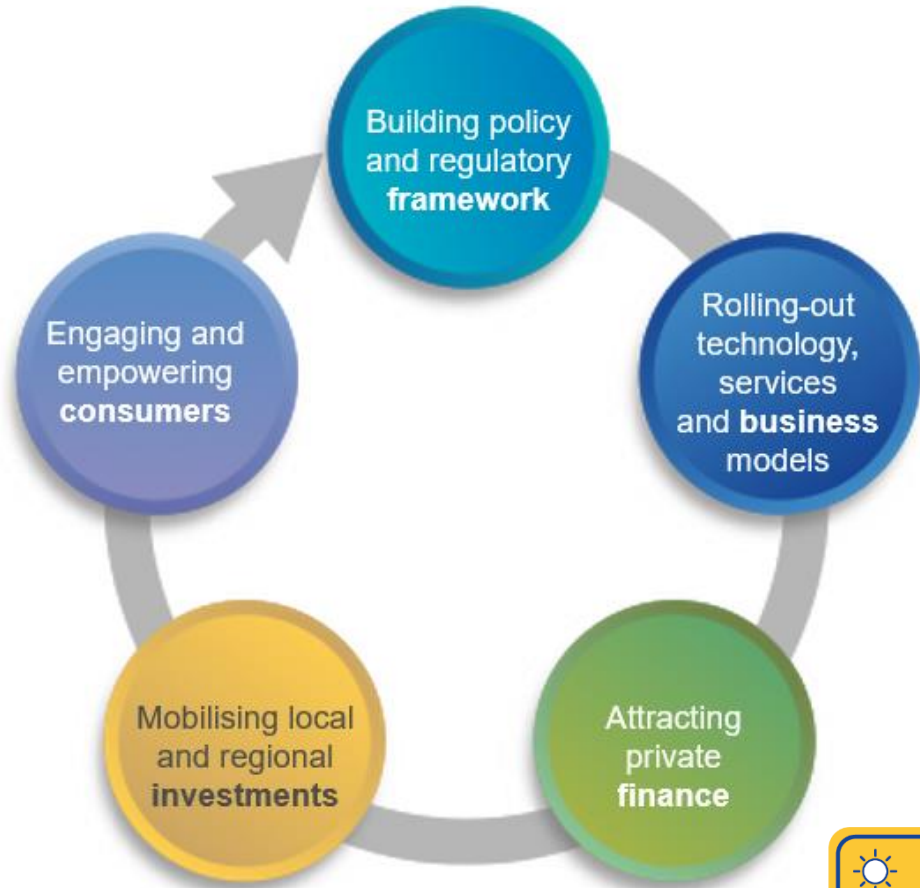 Building policy
and regulatory
framework
Rolling-out
technology,
services
and business
models
Attracting
private
finance
Mobilising local
and regional
investments
Engaging and
empowering
consumers